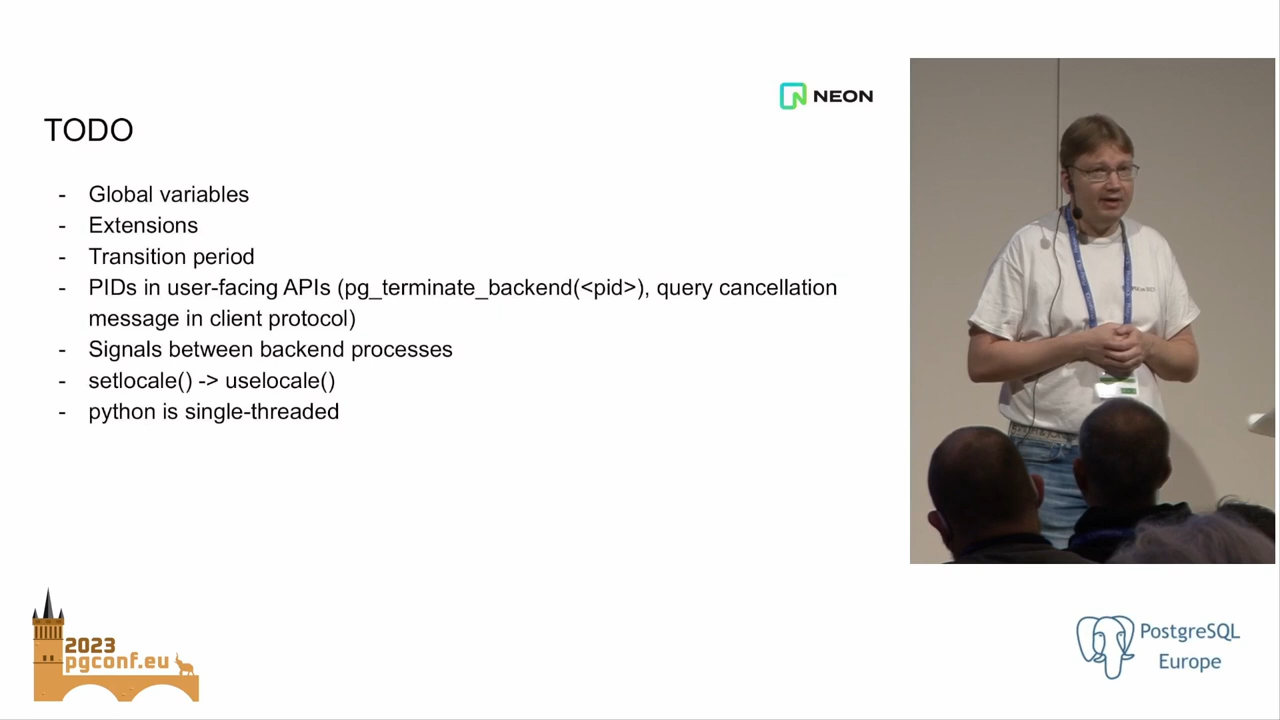 NEON
TODO
- Global variables
- Extensions
- Transition period
- PIDs in user-facing APIs (pg_terminate_backend(<pid>), query cancellation
message in client protocol)
- Signals between backend processes
- setlocale() -> uselocale()
- python is single-threaded
2023
pgconf.eu
PostgreSQL
Europe